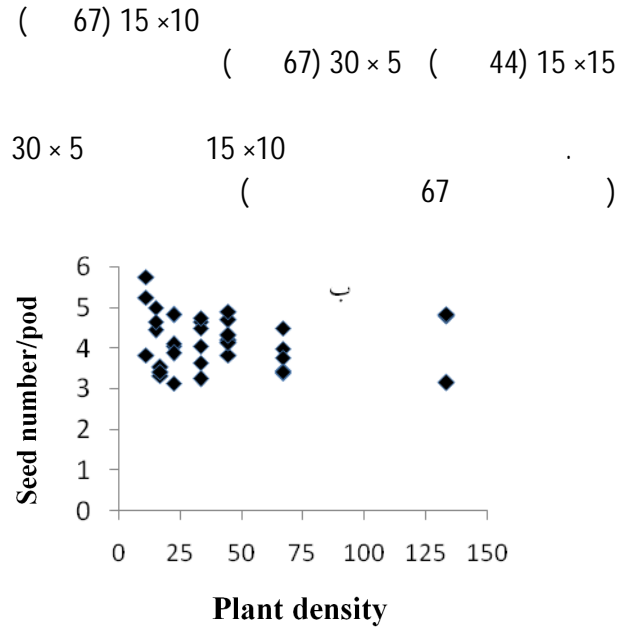 ( 67) 15 ×10
( 67) 30 × 5 ( 44) 15 ×15
30 × 5 15 ×10 .
( 67 )
ب
6
5
4
3
2
1
0
Seed number/pod
0 25 50 75 100 125 150
Plant density